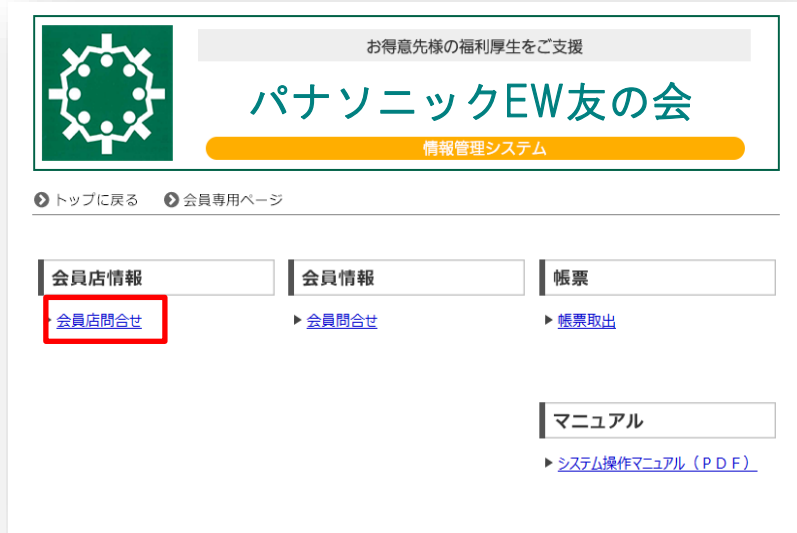 お得意先様の福利厚生をご支援
パナソニックEW友の会
情報管理システム
トップに戻る 会員専用ページ
会員店情報 会員情報 帳票
会員店問合せ 会員問合せ 帳票取出
マニュアル
システム操作マニュアル（ＰＤＦ）